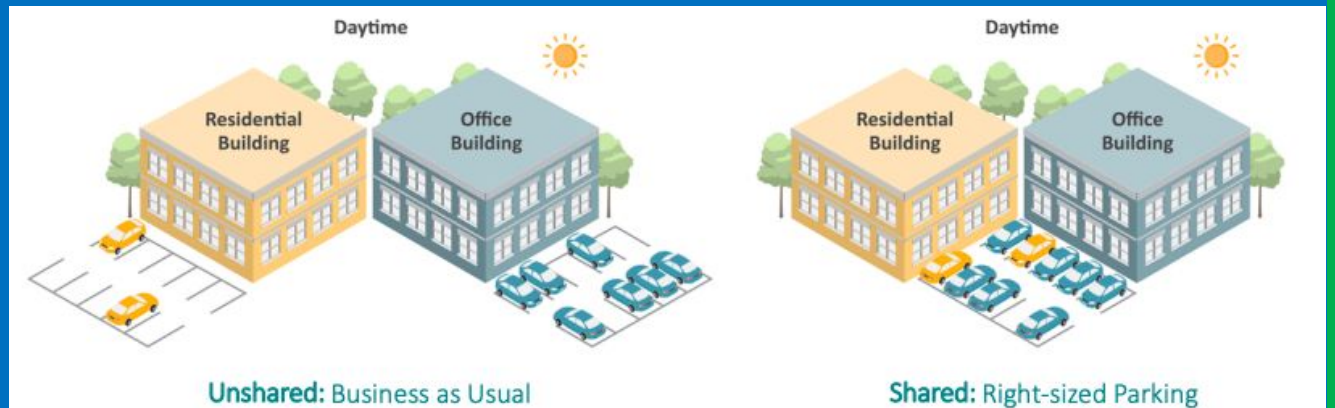 Daytime
Residential
Building
Office
Building
Unshared: Business as Usual
Daytime
Residential
Building
Office
Building
Shared: Right-sized Parking